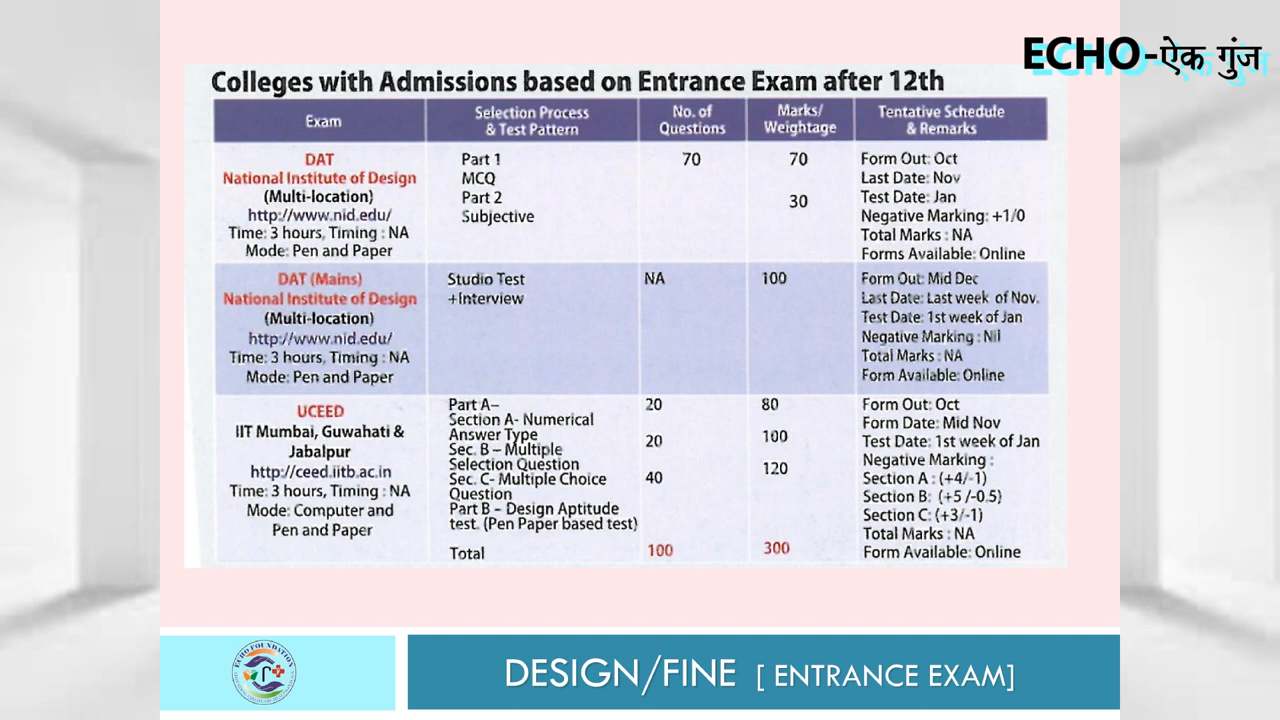 ECHO-ऐक गुंज
Colleges with Admissions based on Entrance Exam after 12th
Exam
Selection Process
& Test Pattern
No. of
Questions
Marks/
Weightage
Tentative Schedule
& Remarks
DAT
National Institute of Design
(Multi-location)
http://www.nid.edu/
Time: 3 hours, Timing : NA
Mode: Pen and Paper
Part 1
MCQ
Part 2
Subjective
70
70
30
Form Out: Oct
Last Date: Nov
Test Date: Jan
Negative Marking: +1/0
Total Marks : NA
Forms Available: Online
DAT (Mains)
National Institute of Design
(Multi-location)
http://www.nid.edu/
Time: 3 hours, Timing : NA
Mode: Pen and Paper
Studio Test
+Interview
NA
100
Form Out: Mid Dec
Last Date: Last week of Nov.
Test Date: 1st week of Jan
Negative Marking : Nil
Total Marks : NA
Form Available: Online
UCEED
IIT Mumbai, Guwahati &
Jabalpur
http://ceed.iitb.ac.in
Time: 3 hours, Timing : NA
Mode: Computer and
Pen and Paper
Part A–
Section A- Numerical
Answer Type
Sec. B – Multiple
Selection Question
Sec. C- Multiple Choice
Question
Part B – Design Aptitude
test. (Pen Paper based test)
Total
20
20
40
100
80
100
120
300
Form Out: Oct
Form Date: Mid Nov
Test Date: 1st week of Jan
Negative Marking :
Section A : (+4/-1)
Section B: (+5 /-0.5)
Section C: (+3/-1)
Total Marks : NA
Form Available: Online
ECHO FOUNDATION
DESIGN/FINE [ ENTRANCE EXAM]